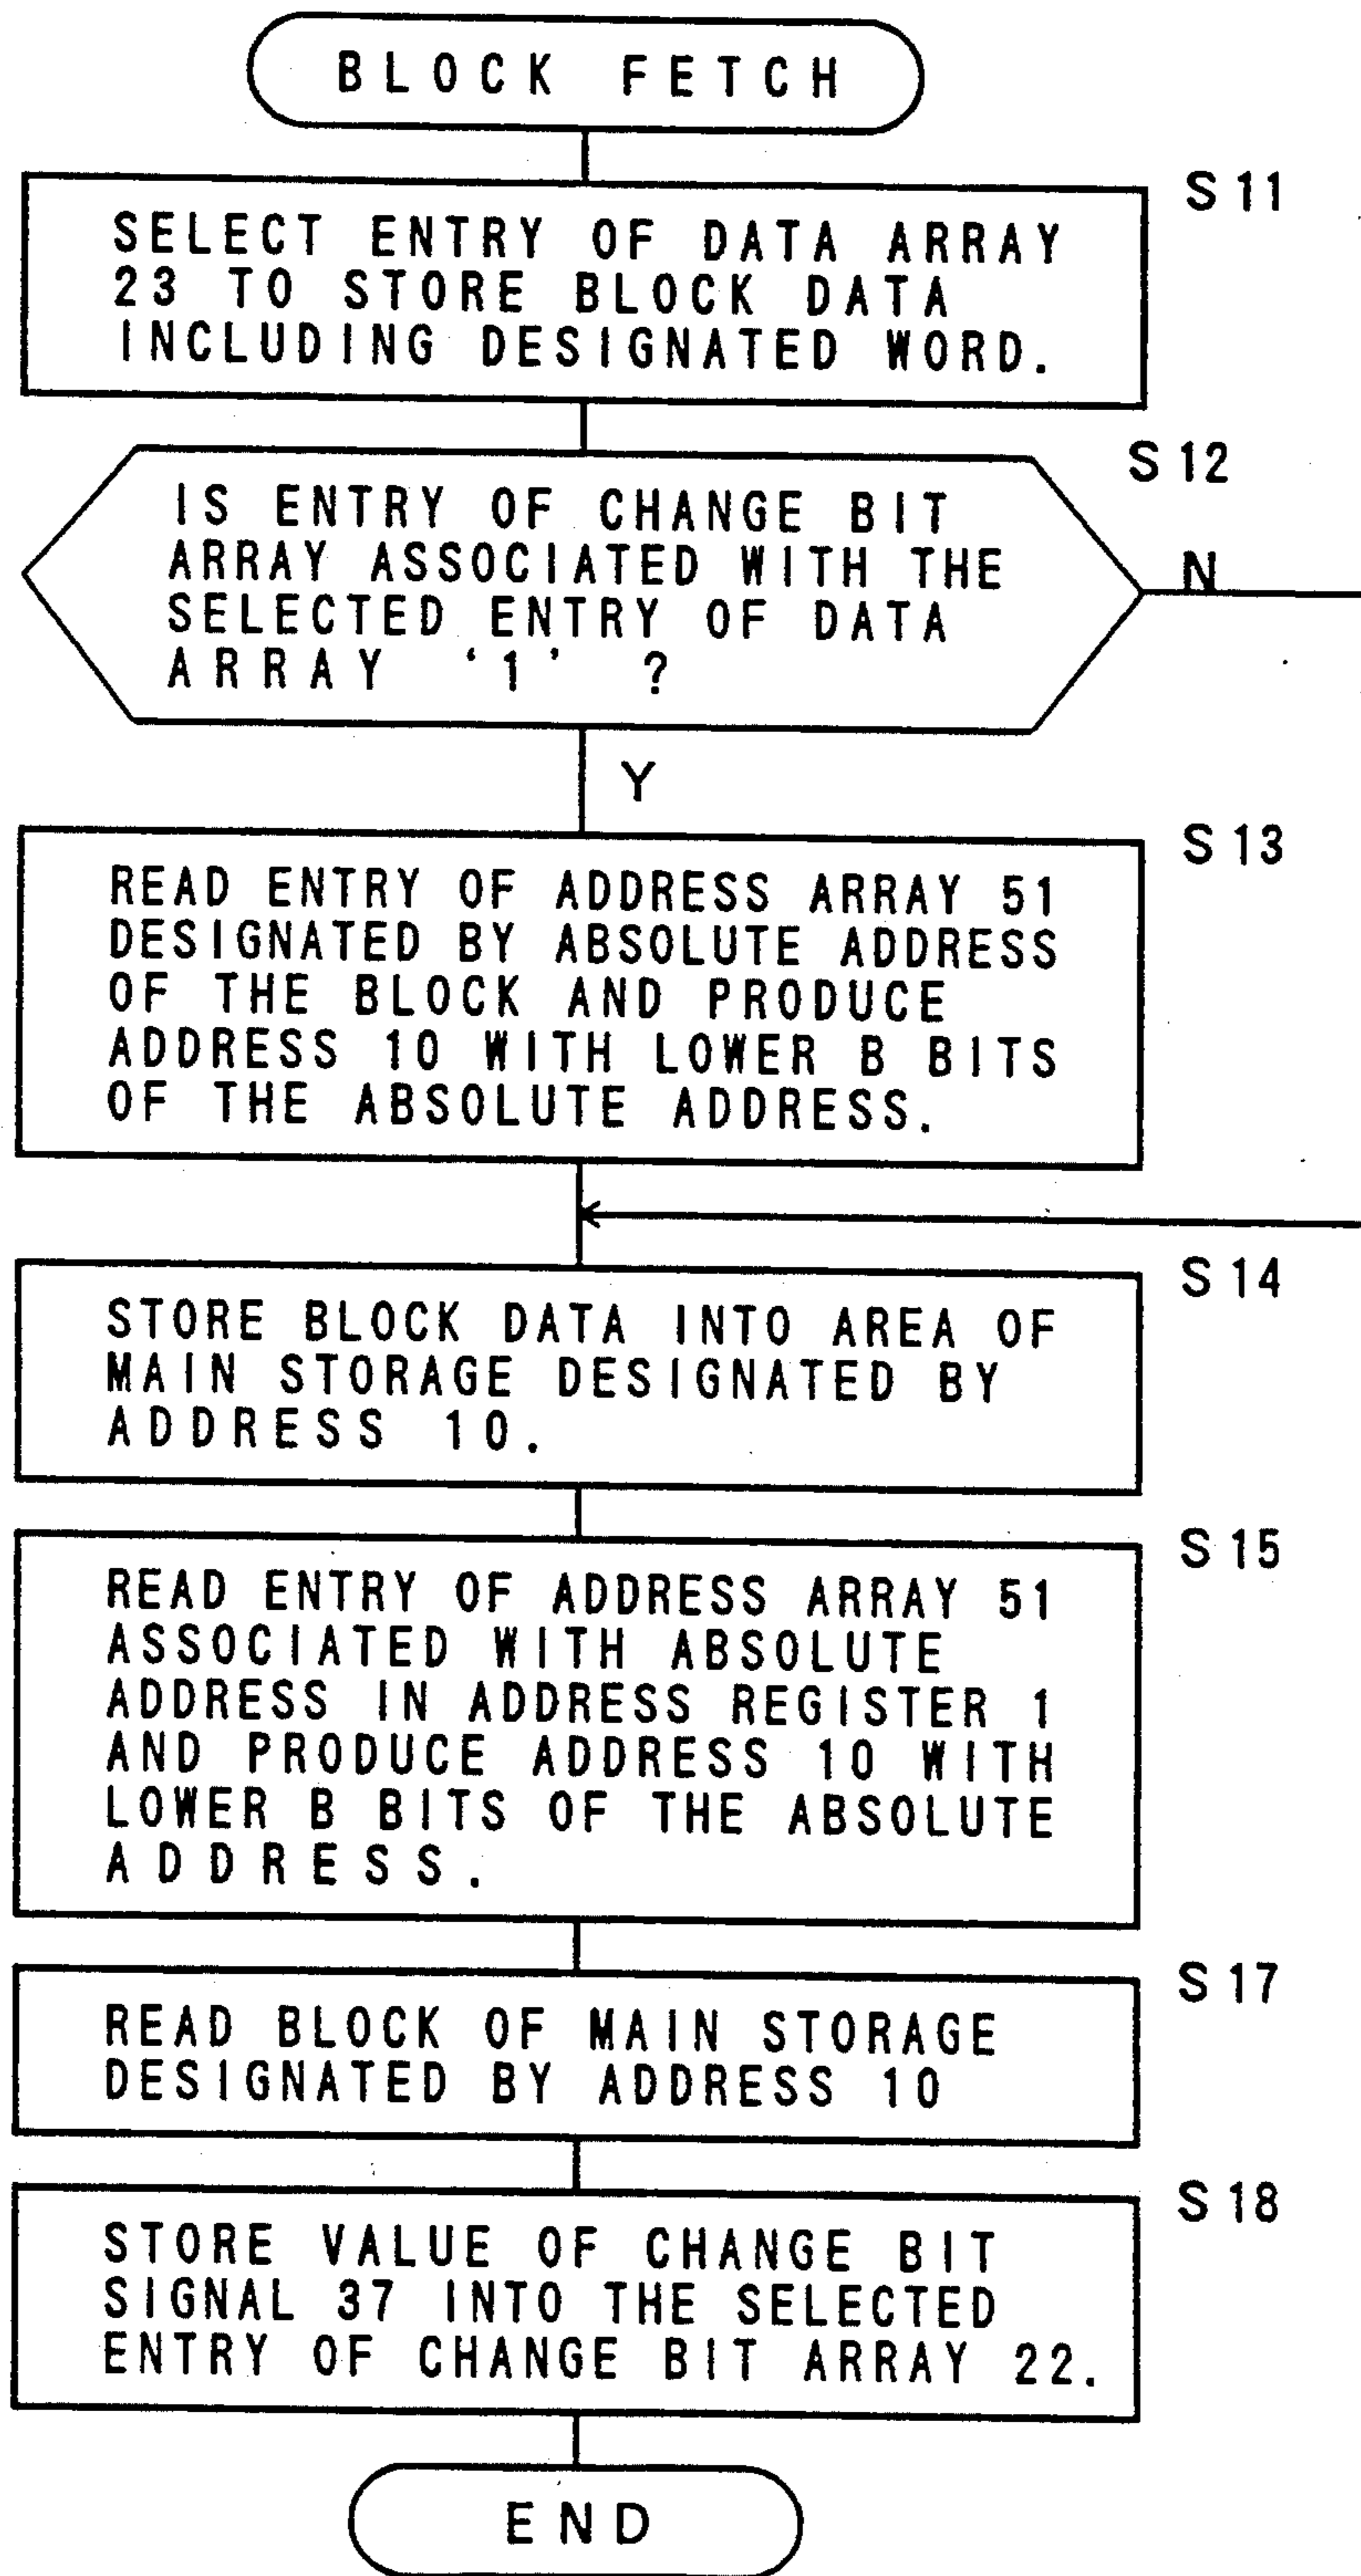 BLOCK FETCH
S11
SELECT ENTRY OF DATA ARRAY
23 TO STORE BLOCK DATA
INCLUDING DESIGNATED WORD.
S12
IS ENTRY OF CHANGE BIT
ARRAY ASSOCIATED WITH THE
SELECTED ENTRY OF DATA
ARRAY '1' ?
N
Y
S13
READ ENTRY OF ADDRESS ARRAY 51
DESIGNATED BY ABSOLUTE ADDRESS
OF THE BLOCK AND PRODUCE
ADDRESS 10 WITH LOWER B BITS
OF THE ABSOLUTE ADDRESS.
S14
STORE BLOCK DATA INTO AREA OF
MAIN STORAGE DESIGNATED BY
ADDRESS 10.
S15
READ ENTRY OF ADDRESS ARRAY 51
ASSOCIATED WITH ABSOLUTE
ADDRESS IN ADDRESS REGISTER 1
AND PRODUCE ADDRESS 10 WITH
LOWER B BITS OF THE ABSOLUTE
ADDRESS.
S17
READ BLOCK OF MAIN STORAGE
DESIGNATED BY ADDRESS 10
S18
STORE VALUE OF CHANGE BIT
SIGNAL 37 INTO THE SELECTED
ENTRY OF CHANGE BIT ARRAY 22.
END